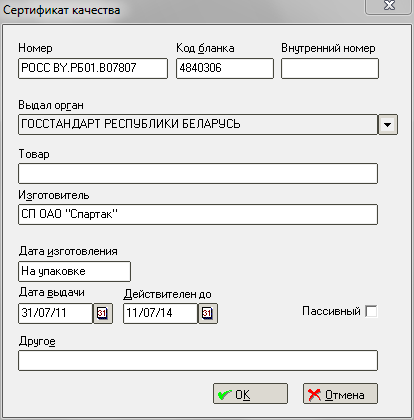 Сертификат качества
Номер Код бланка Внутренний номер
РОСС BY.РБ01.В07807 4840306
Выдал орган
ГОССТАНДАРТ РЕСПУБЛИКИ БЕЛАРУСЬ
Товар
Изготовитель
СП ОАО "Спартак"
Дата изготовления
На упаковке
Дата выдачи Действителен до
31/07/11 31 11/07/14 31 Пассивный
Другое
OK Отмена